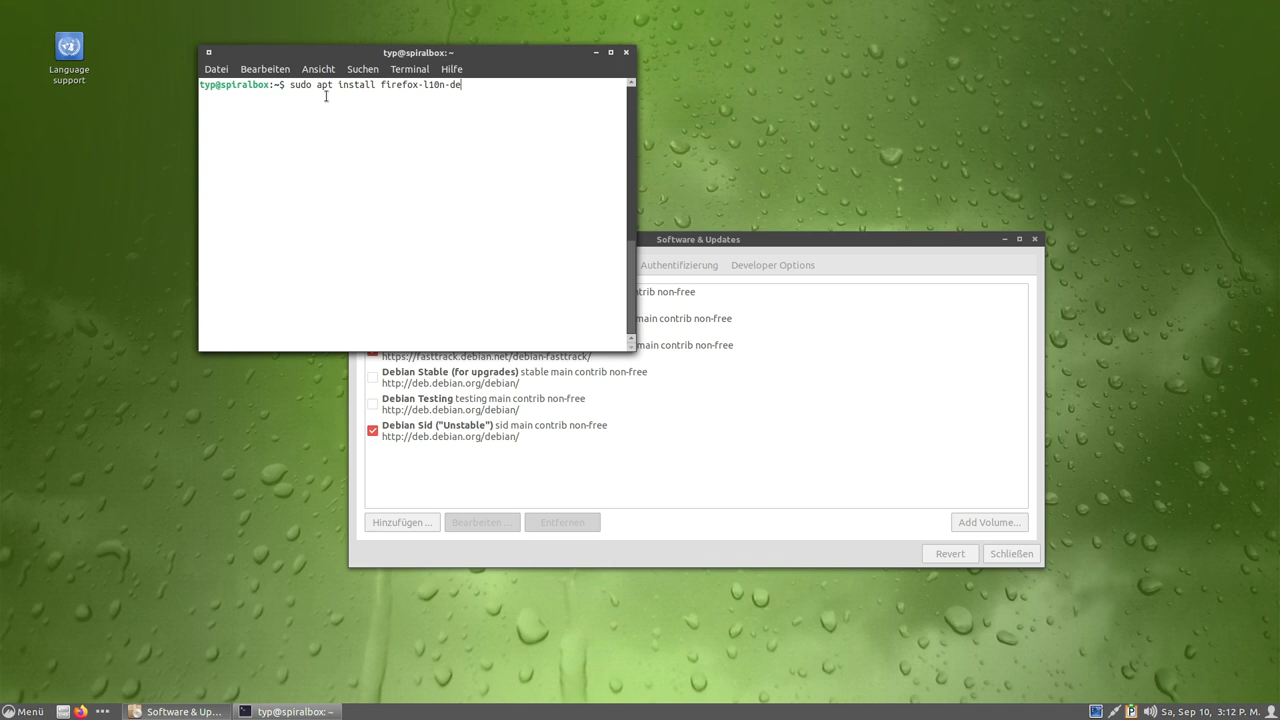 Language
support
typ@spiralbox: ~
Datei Bearbeiten Ansicht Suchen Terminal Hilfe
typ@spiralbox:~$ sudo apt install firefox-l10n-de
Software & Updates
Authentifizierung Developer Options
contrib non-free
main contrib non-free
main contrib non-free
https://fasttrack.debian.net/debian-fasttrack/
Debian Stable (for upgrades) stable main contrib non-free
http://deb.debian.org/debian/
Debian Testing testing main contrib non-free
http://deb.debian.org/debian/
Debian Sid ("Unstable") sid main contrib non-free
http://deb.debian.org/debian/
Hinzufügen ... Bearbeiten ... Entfernen Add Volume...
Revert Schließen
Menü Software & Up... typ@spiralbox: ~ Sa, Sep 10, 3:12 P. M.